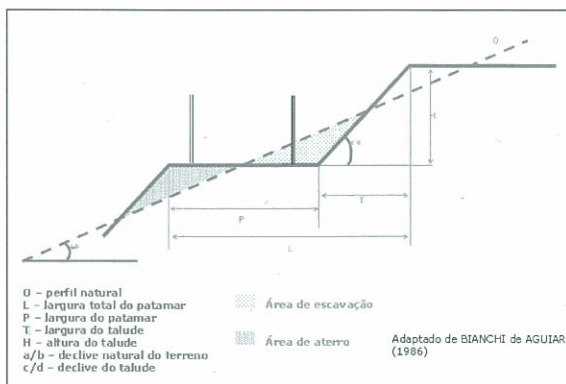 O
H
P
T
L
O – perfil natural
L – largura total do patamar
P – largura do patamar
T – largura do talude
H – altura do talude
a/b – declive natural do terreno
c/d – declive do talude
Área de escavação
Área de aterro
Adaptado de BIANCHI de AGUIAR
(1986)